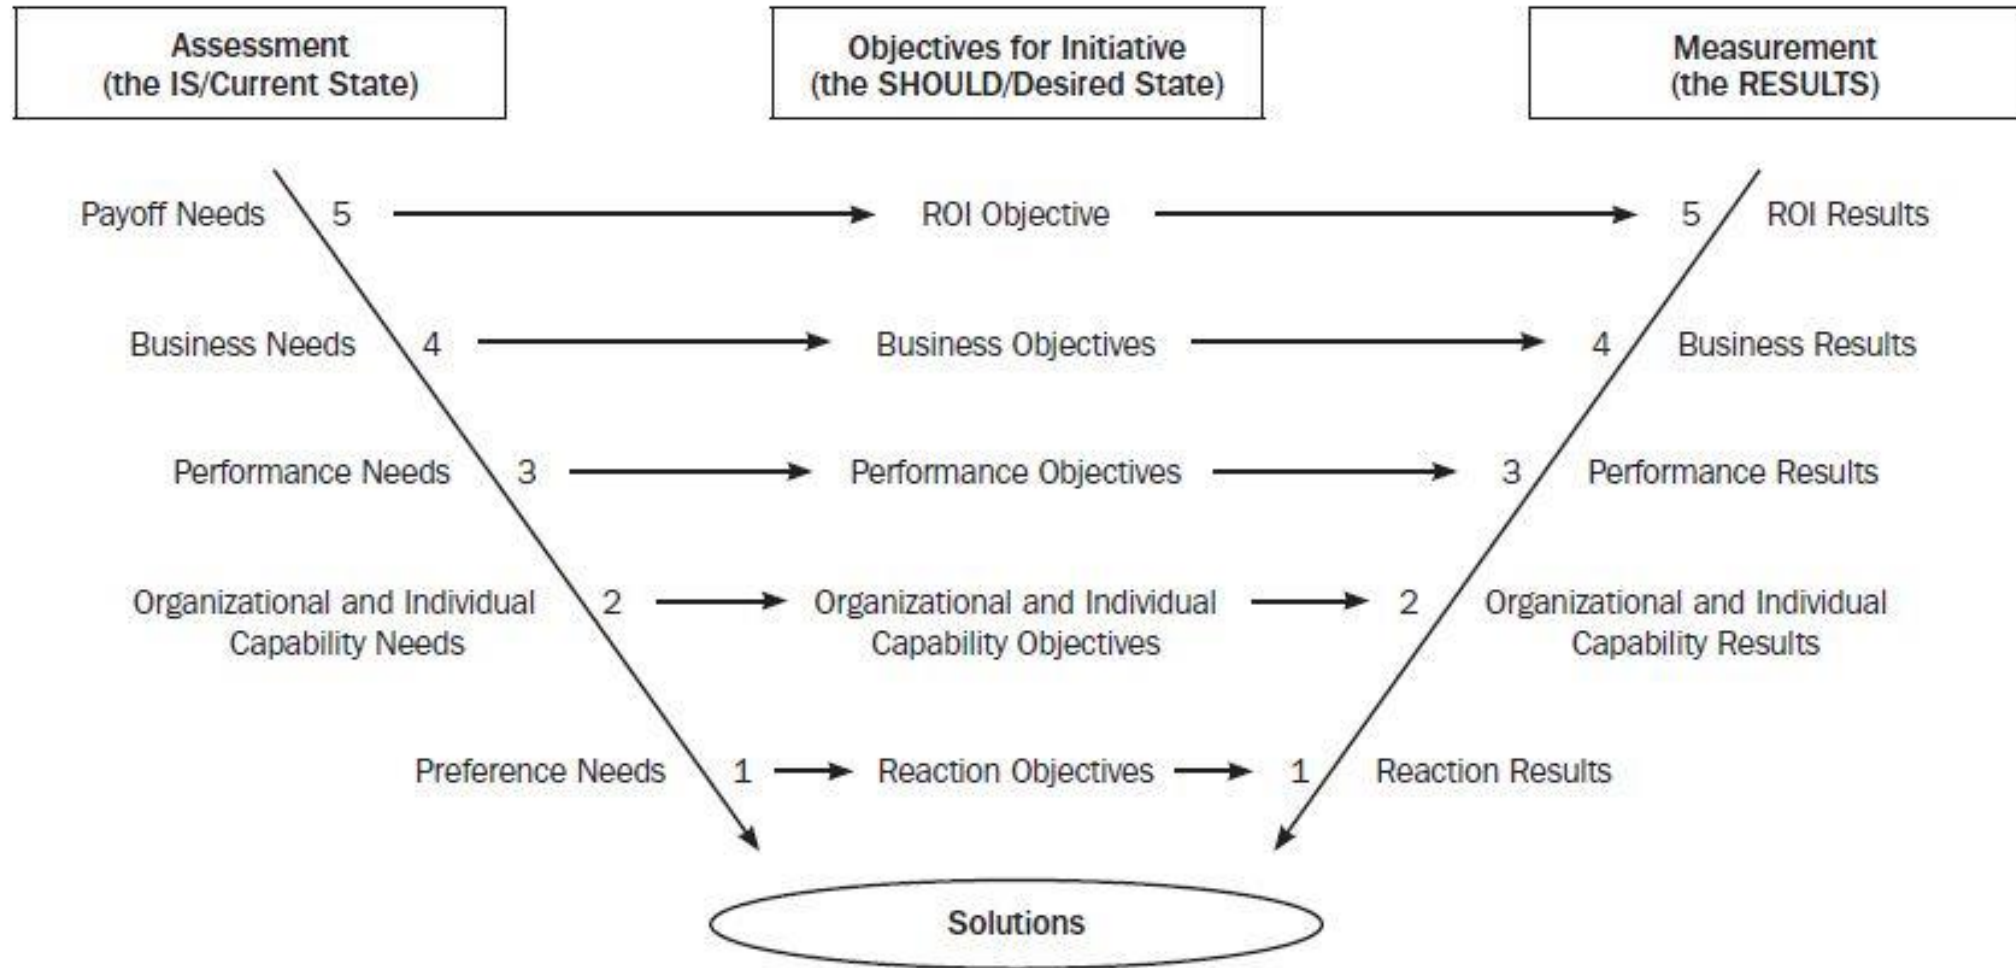 Assessment
(the IS/Current State)
Objectives for Initiative
(the SHOULD/Desired State)
Measurement
(the RESULTS)
Payoff Needs 5 ROI Objective 5 ROI Results
Business Needs 4 Business Objectives 4 Business Results
Performance Needs 3 Performance Objectives 3 Performance Results
Organizational and Individual
Capability Needs
2
Organizational and Individual
Capability Objectives
2
Organizational and Individual
Capability Results
Preference Needs 1 Reaction Objectives 1 Reaction Results
Solutions